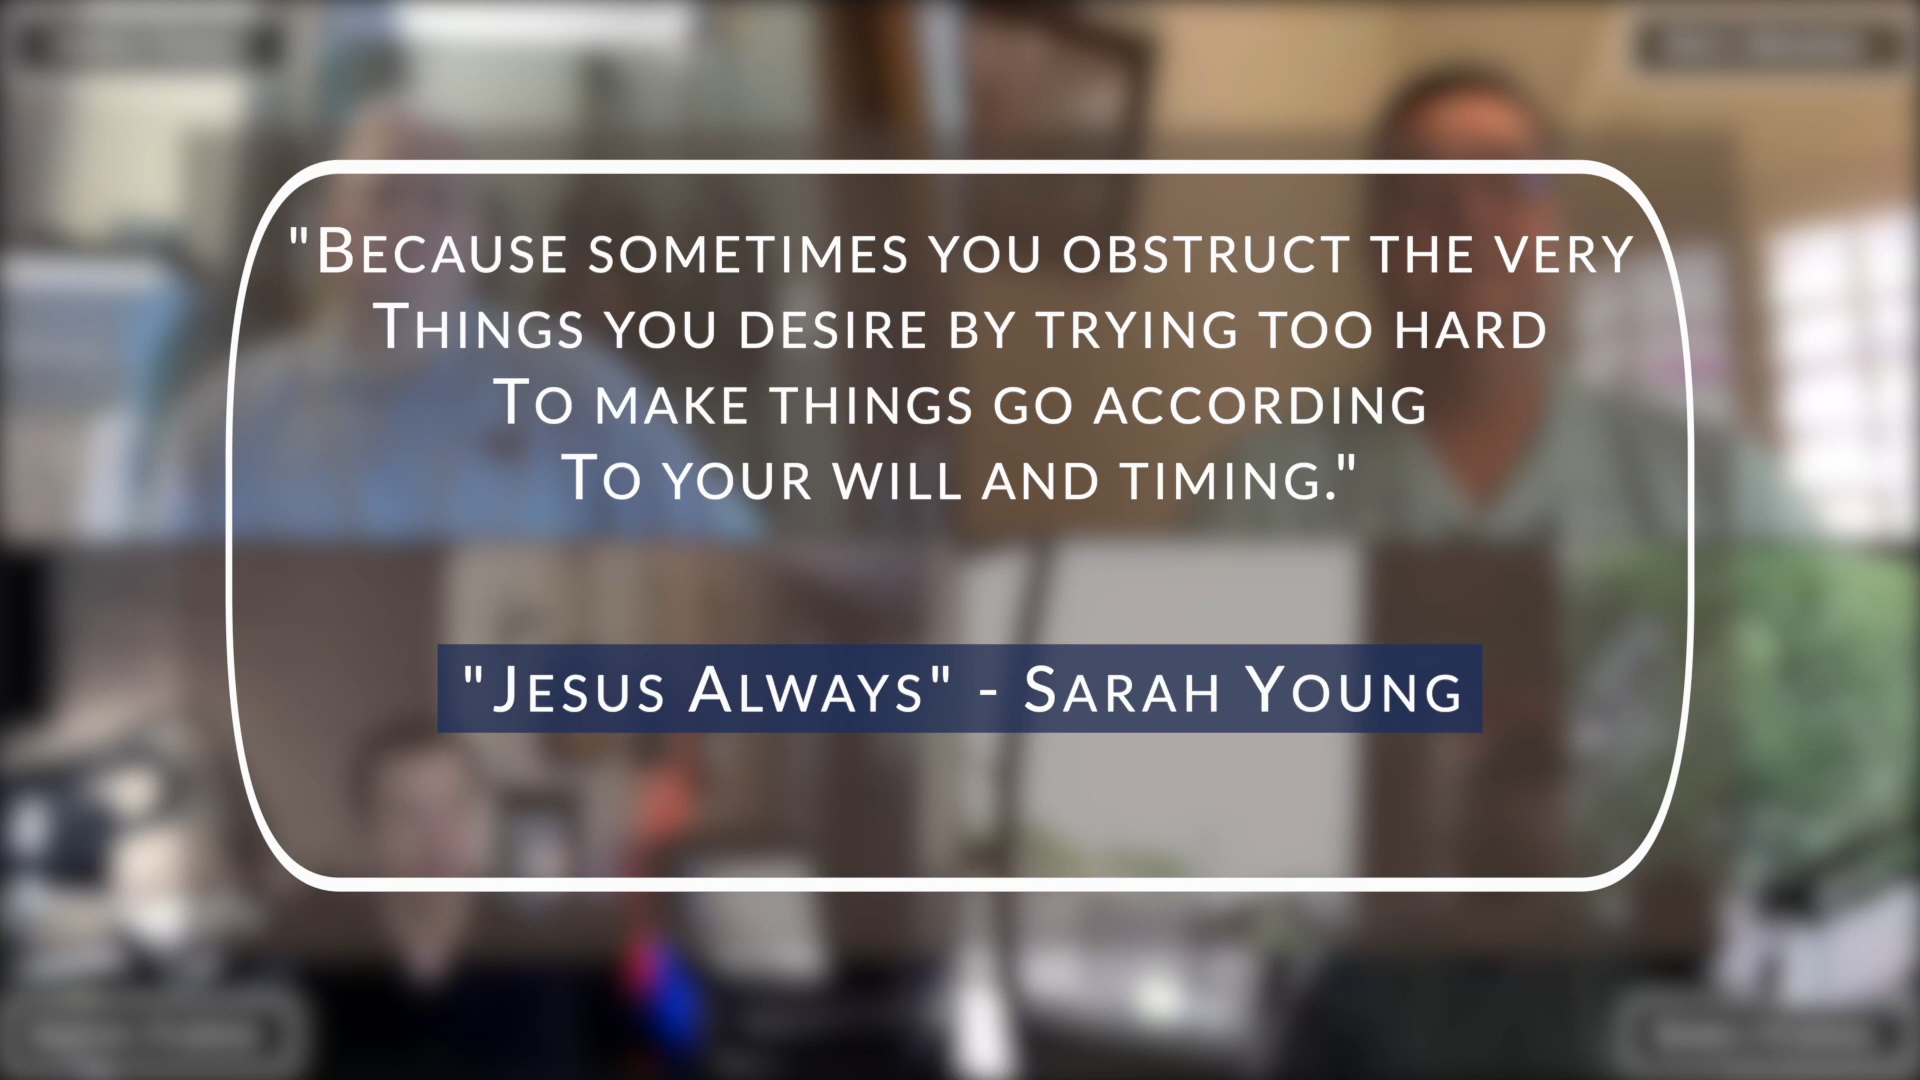 "Because sometimes you obstruct the very
Things you desire by trying too hard
To make things go according
To your will and timing."
"Jesus Always" - Sarah Young